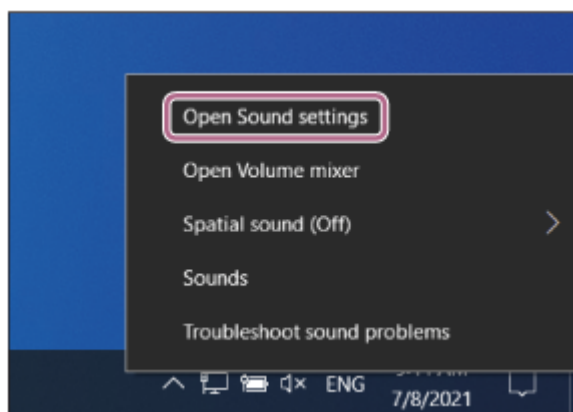 Open Sound settings
Open Volume mixer
Spatial sound (Off)
Sounds
Troubleshoot sound problems
ENG
7/8/2021